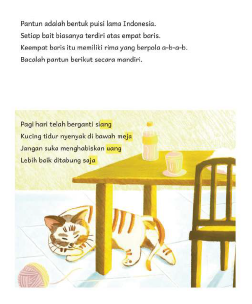 Pantun adalah bentuk puisi lama Indonesia.
Setiap bait biasanya terdiri atas empat baris.
Keempat baris itu memiliki rima yang berpola a-b-a-b.
Bacalah pantun berikut secara mandiri.
Pagi hari telah berganti siang
Kucing tidur nyenyak di bawah meja
Jangan suka menghabiskan uang
Lebih baik ditabung saja